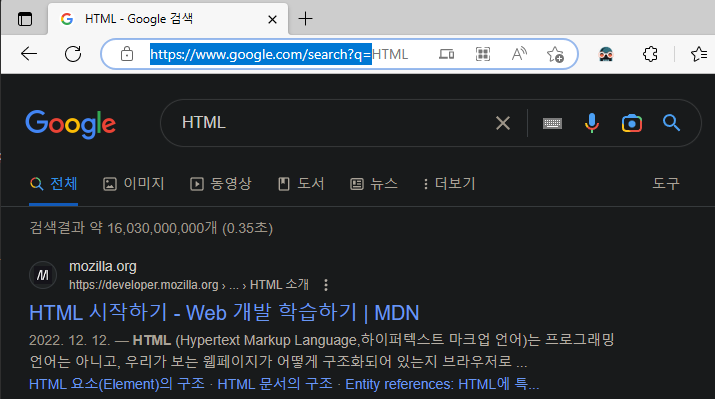 HTML - Google 검색
https://www.google.com/search?q=HTML
Google
HTML
전체 이미지 동영상 도서 뉴스 더보기 도구
검색결과 약 16,030,000,000개 (0.35초)
mozilla.org
https://developer.mozilla.org › ... › HTML 소개
HTML 시작하기 - Web 개발 학습하기 | MDN
2022. 12. 12. — HTML (Hypertext Markup Language,하이퍼텍스트 마크업 언어)는 프로그래밍
언어는 아니고, 우리가 보는 웹페이지가 어떻게 구조화되어 있는지 브라우저로 ...
HTML 요소(Element)의 구조 · HTML 문서의 구조 · Entity references: HTML에 특...